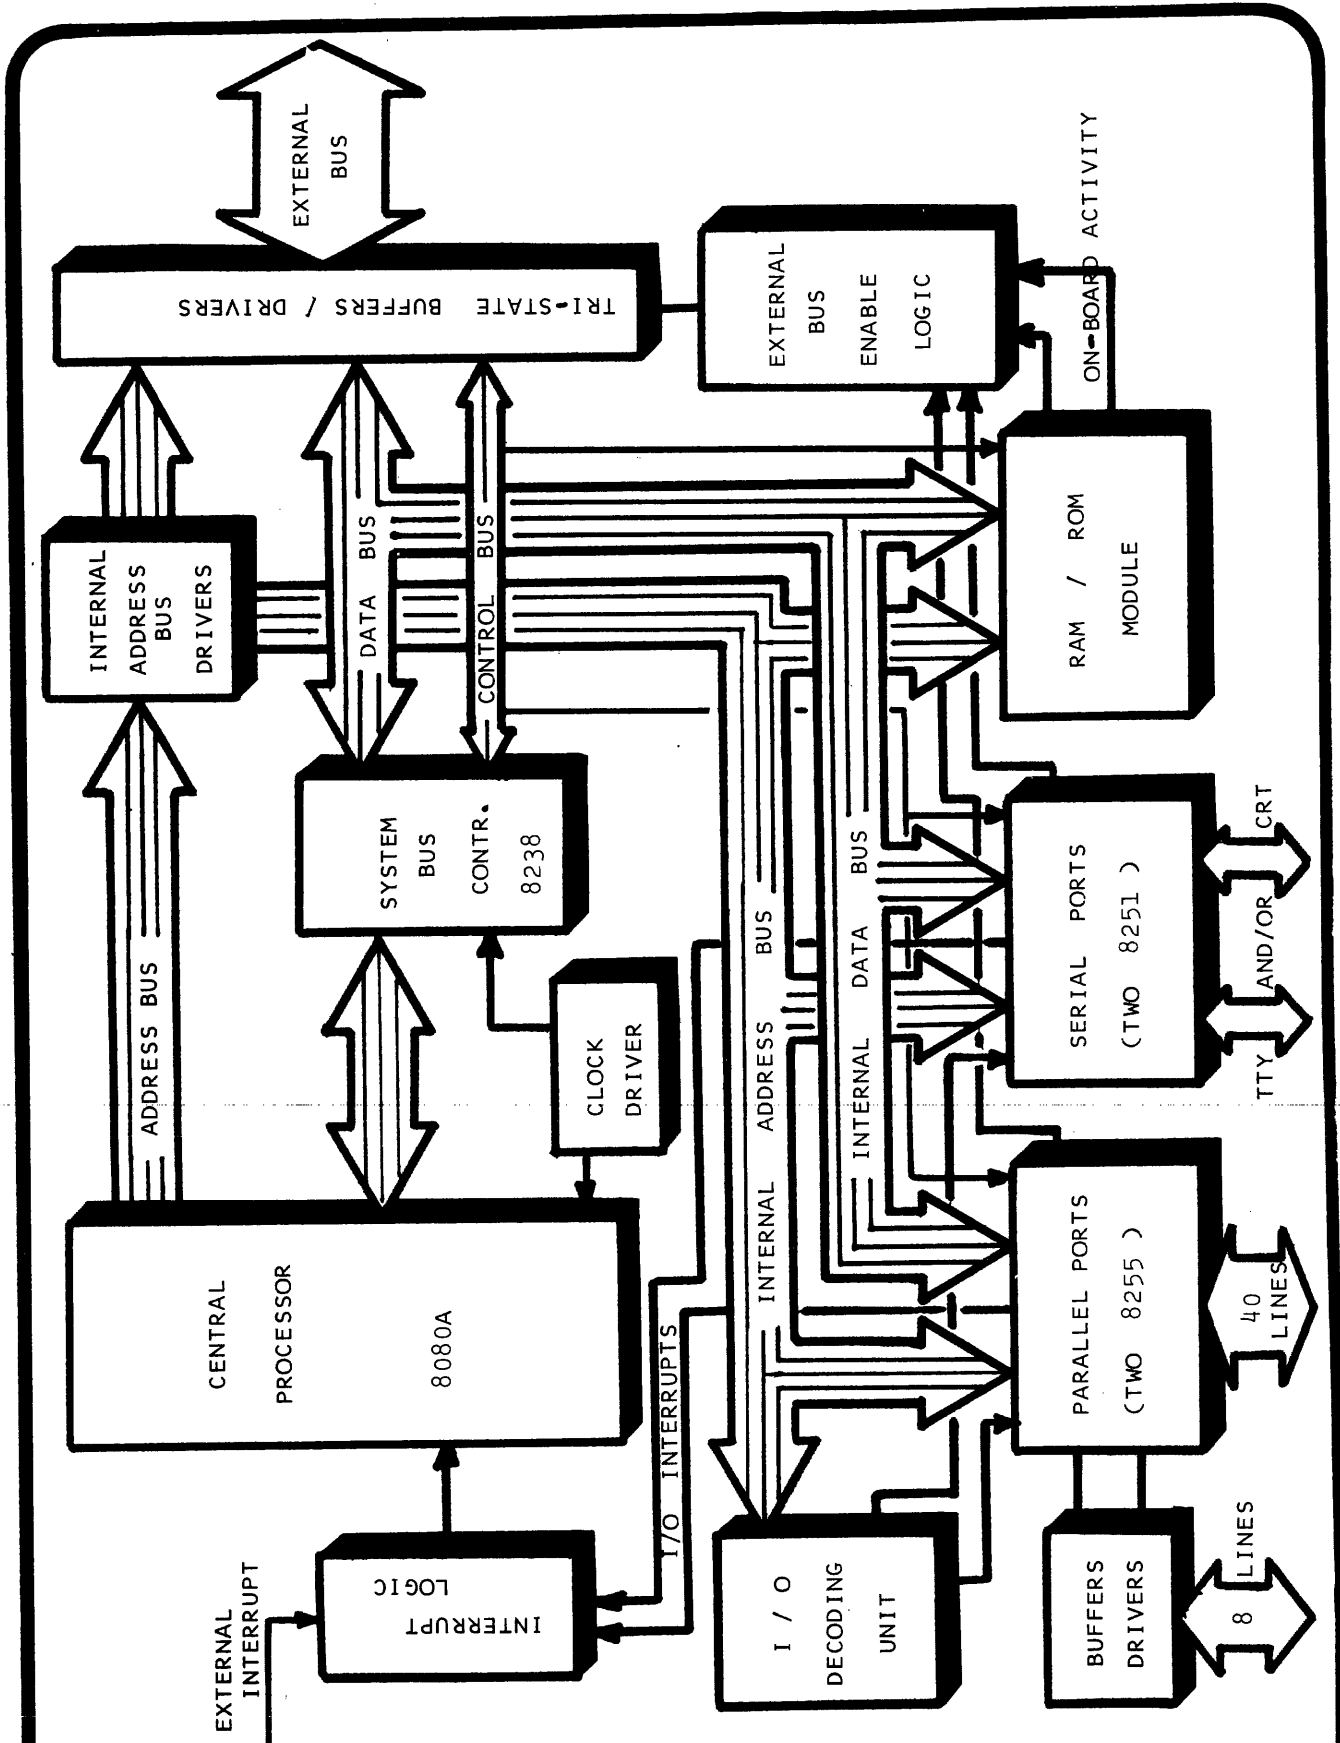 EXTERNAL
INTERRUPT
INTERRUPT
LOGIC
CENTRAL
PROCESSOR
8080A
ADDRESS BUS
INTERNAL
ADDRESS
BUS
DRIVERS
TRI-STATE BUFFERS / DRIVERS
EXTERNAL
BUS
CLOCK
DRIVER
SYSTEM
BUS
CONTR.
8238
DATA BUS
CONTROL BUS
I/O INTERRUPTS
EXTERNAL
BUS
ENABLE
LOGIC
INTERNAL ADDRESS BUS
INTERNAL DATA BUS
I / O
DECODING
UNIT
BUFFERS
DRIVERS
8 LINES
PARALLEL PORTS
(TWO 8255 )
40
LINES
SERIAL PORTS
(TWO 8251 )
TTY AND/OR CRT
RAM / ROM
MODULE
ON-BOARD ACTIVITY